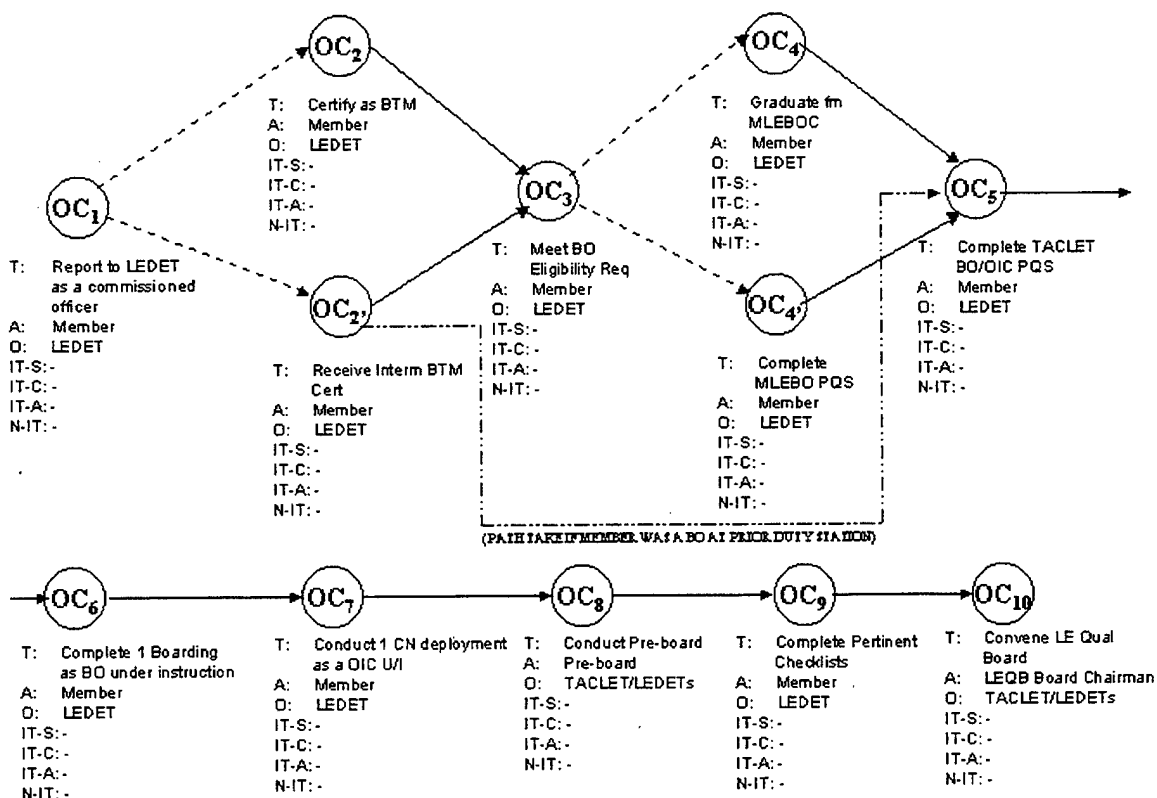 OC2
T: Certify as BTM
A: Member
O: LEDET
IT-S:-
IT-C: -
IT-A: -
N-IT: -
OC4
T: Graduate fm
MLEBOC
A: Member
O: LEDET
IT-S:-
IT-C: -
IT-A: -
N-IT: -
OC1
T: Report to LEDET
as a commissioned
officer
A: Member
O: LEDET
IT-S:-
IT-C: -
IT-A:-
N-IT: -
OC3
T: Meet BO
Eligibility Req
A: Member
O: LEDET
IT-S:-
IT-C: -
IT-A: -
N-IT: -
OC5
T: Complete TACLET
BO/OIC PQS
A: Member
O: LEDET
IT-S:-
IT-C: -
IT-A: -
N-IT: -
OC2'
T: Receive Interm BTM
Cert
A: Member
O: LEDET
IT-S:-
IT-C: -
IT-A: -
N-IT: -
OC4'
T: Complete
MLEBO PQS
A: Member
O: LEDET
IT-S:-
IT-C: -
IT-A: -
N-IT: -
(PATH TAKE IF MEMBER WAS A BO AT PRIOR DUTY STATION)
OC6
T: Complete 1 Boarding
as BO under instruction
A: Member
O: LEDET
IT-S:-
IT-C: -
IT-A: -
N-IT: -
OC7
T: Conduct 1 CN deployment
as a OIC U/I
A: Member
O: LEDET
IT-S:-
IT-C: -
IT-A: -
N-IT: -
OC8
T: Conduct Pre-board
A: Pre-board
O: TACLET/LEDETs
IT-S:-
IT-C: -
IT-A: -
N-IT: -
OC9
T: Complete Pertinent
Checklists
A: Member
O: LEDET
IT-S:-
IT-C: -
IT-A: -
N-IT: -
OC10
T: Convene LE Qual
Board
A: LEQB Board Chairman
O: TACLET/LEDETs
IT-S:-
IT-C: -
IT-A: -
N-IT: -